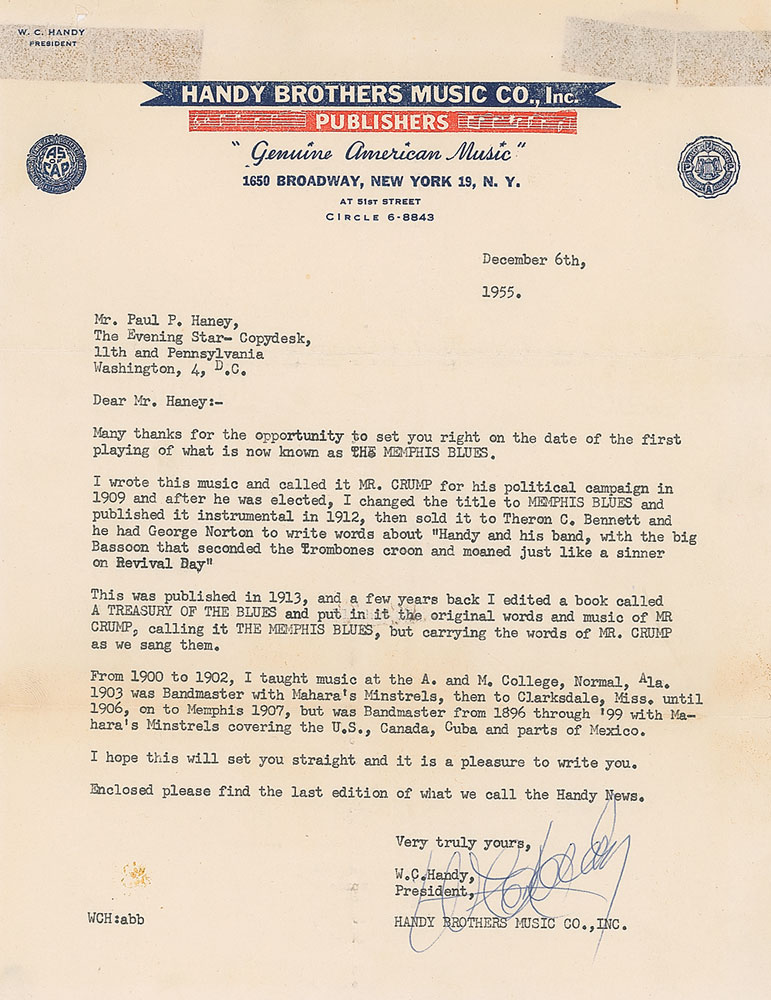 W. C. HANDY
PRESIDENT
HANDY BROTHERS MUSIC CO., Inc.
PUBLISHERS
"Genuine American Music"
AS
CAP
MPPA
1650 BROADWAY, NEW YORK 19, N. Y.
AT 51ST STREET
CIRCLE 6-8843
December 6th,
1955.
Mr. Paul P. Haney,
The Evening Star- Copydesk,
11th and Pennsylvania
Washington, 4, D.C.
Dear Mr. Haney:-
Many thanks for the opportunity to set you right on the date of the first
playing of what is now known as THE MEMPHIS BLUES.
I wrote this music and called it MR. CRUMP for his political campaign in
1909 and after he was elected, I changed the title to MEMPHIS BLUES and
published it instrumental in 1912, then sold it to Theron C. Bennett and
he had George Norton to write words about "Handy and his band, with the big
Bassoon that seconded the Trombones croon and moaned just like a sinner
on Revival Day"
This was published in 1913, and a few years back I edited a book called
A TREASURY OF THE BLUES and put in it the original words and music of MR
CRUMP, calling it THE MEMPHIS BLUES, but carrying the words of MR. CRUMP
as we sang them.
From 1900 to 1902, I taught music at the A. and M. College, Normal, Ala.
1903 was Bandmaster with Mahara's Minstrels, then to Clarksdale, Miss. until
1906, on to Memphis 1907, but was Bandmaster from 1896 through '99 with Ma-
hara's Minstrels covering the U.S., Canada, Cuba and parts of Mexico.
I hope this will set you straight and it is a pleasure to write you.
Enclosed please find the last edition of what we call the Handy News.
Very truly yours,
W.C.Handy,
President,
HANDY BROTHERS MUSIC CO.,INC.
WCH:abb